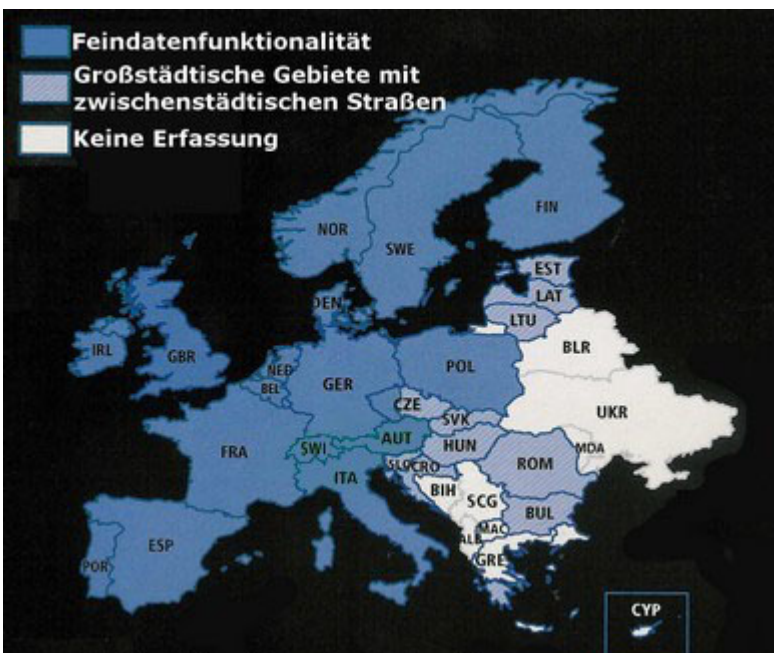 Feindatenfunktionalität
Großstädtische Gebiete mit
zwischenstädtischen Straßen
Keine Erfassung
FIN
NOR
SWE
EST
LAT
DEN
LTU
BLR
IRL
GBR
NED
BEL
GER
POL
CZE
UKR
SVK
AUT
FRA
SWI
HUN
MDA
SLO
CRO
ROM
ITA
BIH
SCG
BUL
MAC
ALB
ESP
GRE
POR
CYP